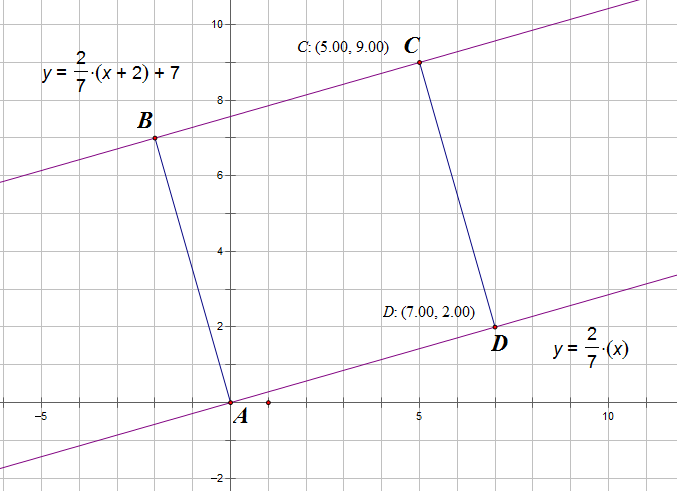 10
C: (5.00, 9.00) C
y = 2/7·(x + 2) + 7
8
B
6
4
D: (7.00, 2.00)
2
D
y = 2/7·(x)
A
−5
5
10
−2